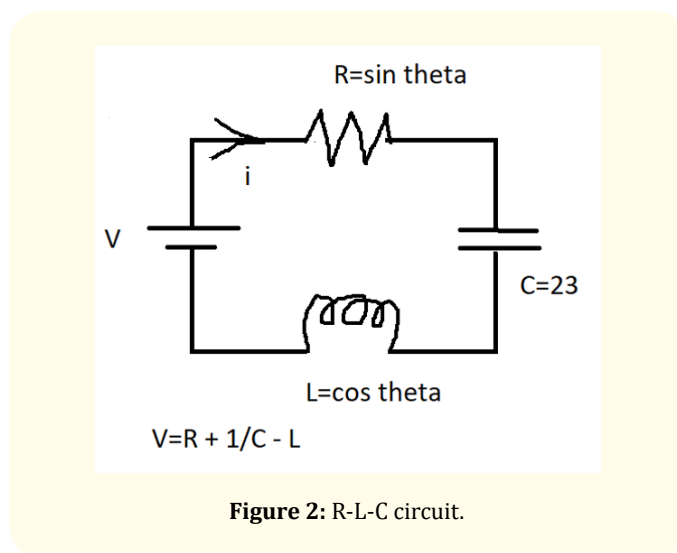 R=sin theta
i
V
C=23
L=cos theta
V=R + 1/C - L
Figure 2: R-L-C circuit.